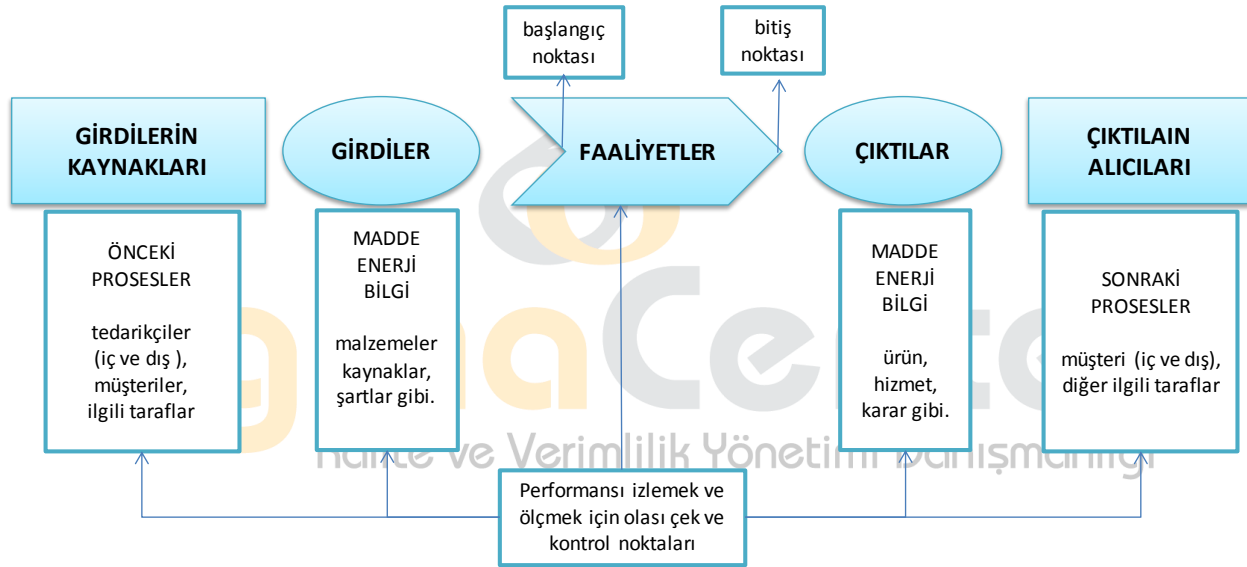 başlangıç
noktası
bitiş
noktası
GİRDİLERİN
KAYNAKLARI
GİRDİLER
FAALİYETLER
ÇIKTILAR
ÇIKTILAIN
ALICILARI
ÖNCEKİ
PROSESLER
tedarikçiler
(iç ve dış ),
müşteriler,
ilgili taraflar
MADDE
ENERJİ
BİLGİ
malzemeler
kaynaklar,
şartlar gibi.
MADDE
ENERJİ
BİLGİ
ürün,
hizmet,
karar gibi.
SONRAKİ
PROSESLER
müşteri (iç ve dış),
diğer ilgili taraflar
Kalite ve Verimlilik Yönetimi Danışmanlığı
Performansı izlemek ve
ölçmek için olası çek ve
kontrol noktaları